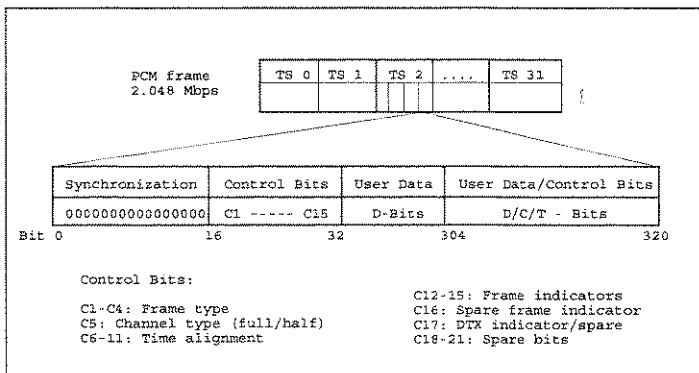 PCM frame
2.048 Mbps
TS 0 TS 1 TS 2 .... TS 31
Synchronization Control Bits User Data User Data/Control Bits
0000000000000000 C1 ----- C15 D-Bits D/C/T - Bits
Bit 0 16 32 304 320
Control Bits:
C1-C4: Frame type
C5: Channel type (full/half)
C6-11: Time alignment
C12-15: Frame indicators
C16: Spare frame indicator
C17: DTX indicator/spare
C18-21: Spare bits